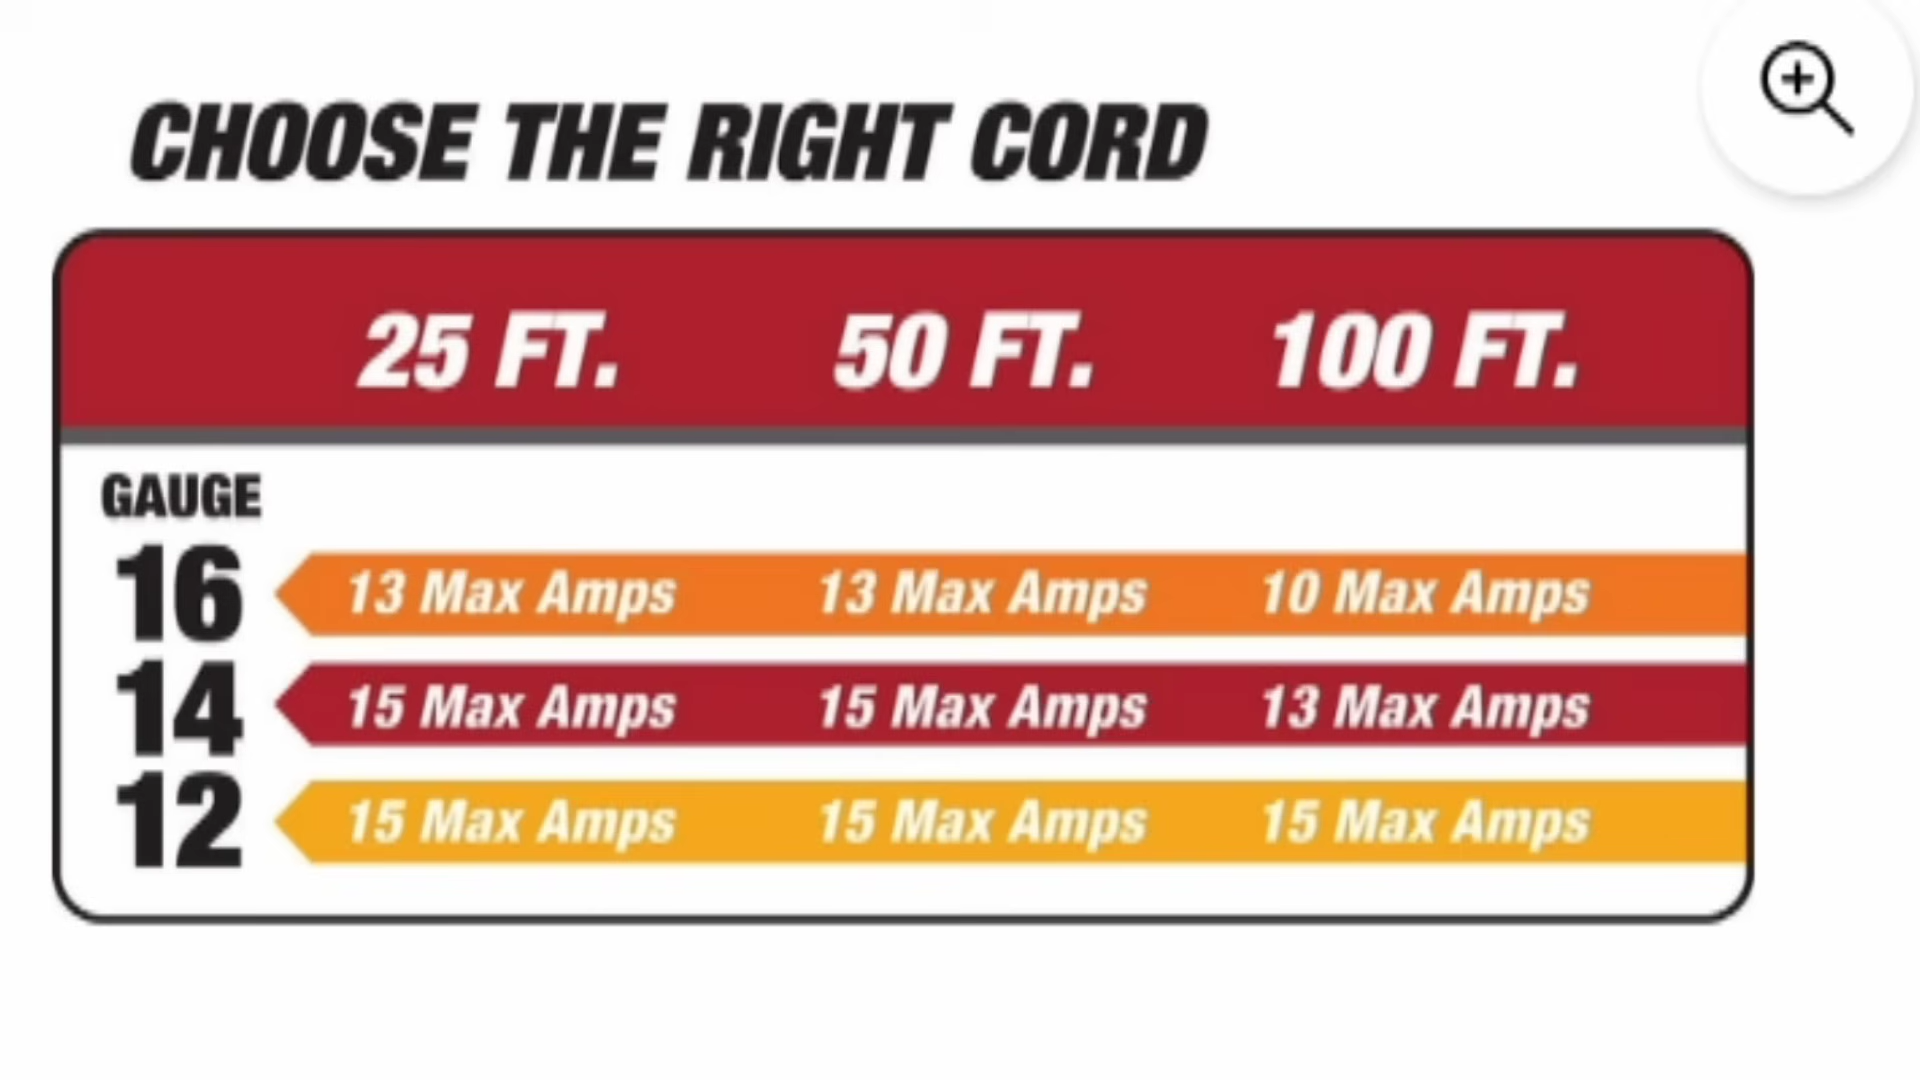 CHOOSE THE RIGHT CORD
25 FT. 50 FT. 100 FT.
GAUGE
16 13 Max Amps 13 Max Amps 10 Max Amps
14 15 Max Amps 15 Max Amps 13 Max Amps
12 15 Max Amps 15 Max Amps 15 Max Amps